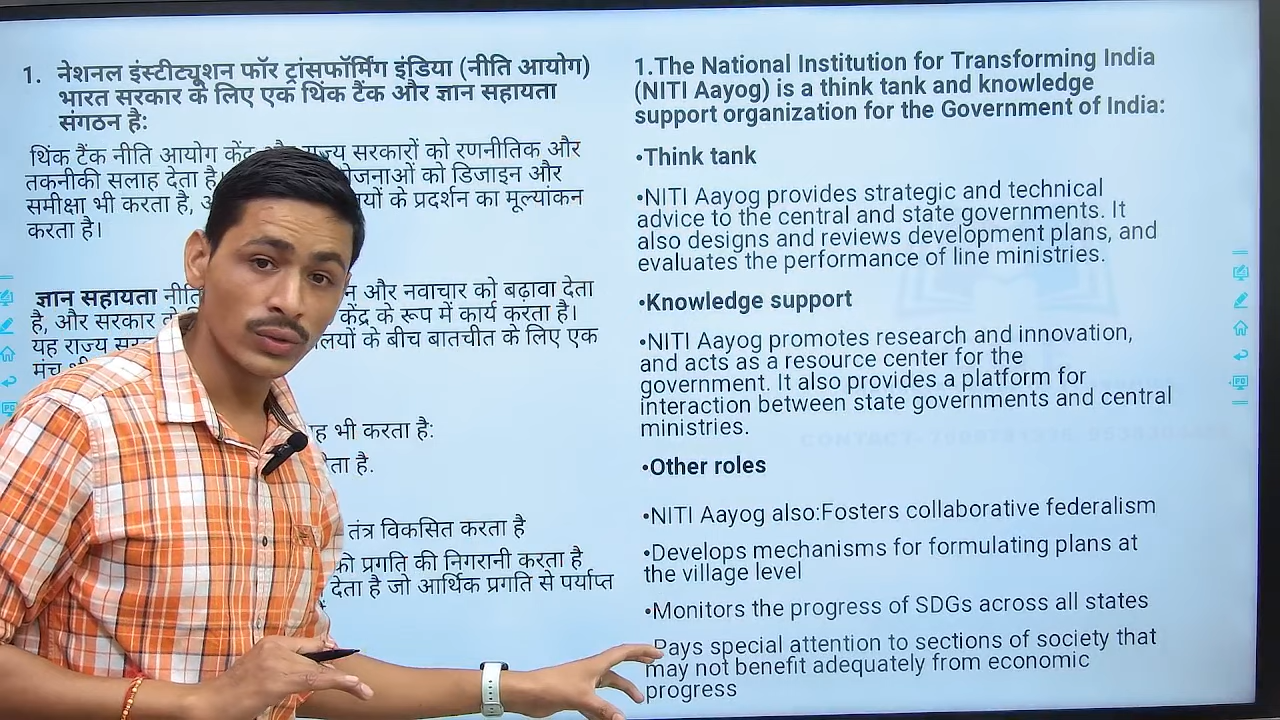 1. नेशनल इंस्टीट्यूशन फॉर ट्रांसफॉर्मिंग इंडिया (नीति आयोग)
भारत सरकार के लिए एक थिंक टैंक और ज्ञान सहायता
संगठन है:
थिंक टैंक नीति आयोग केंद्र और राज्य सरकारों को रणनीतिक और
तकनीकी सलाह देता है। को डिजाइन और
समीक्षा भी करता है, के प्रदर्शन का मूल्यांकन
करता है।
ज्ञान सहायता नीति और नवाचार को बढ़ावा देता
है, और सरकार केंद्र के रूप में कार्य करता है।
यह राज्य के बीच बातचीत के लिए एक
मंच
भी करता है:
तंत्र विकसित करता है
की प्रगति की निगरानी करता है
देता है जो आर्थिक प्रगति से पर्याप्त
1.The National Institution for Transforming India
(NITI Aayog) is a think tank and knowledge
support organization for the Government of India:
•Think tank
•NITI Aayog provides strategic and technical
advice to the central and state governments. It
also designs and reviews development plans, and
evaluates the performance of line ministries.
•Knowledge support
•NITI Aayog promotes research and innovation,
and acts as a resource center for the
government. It also provides a platform for
interaction between state governments and central
ministries.
•Other roles
•NITI Aayog also:Fosters collaborative federalism
•Develops mechanisms for formulating plans at
the village level
•Monitors the progress of SDGs across all states
Pays special attention to sections of society that
may not benefit adequately from economic
progress